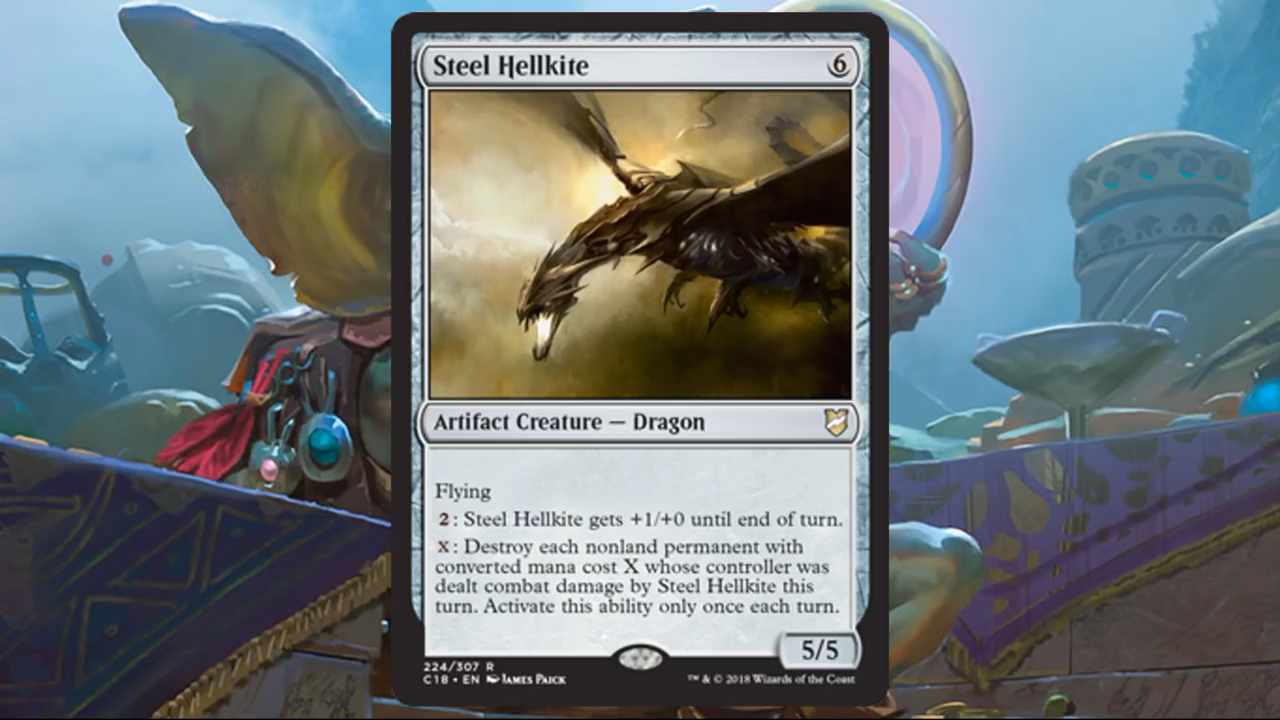 Steel Hellkite 6
Artifact Creature — Dragon
Flying
2: Steel Hellkite gets +1/+0 until end of turn.
X: Destroy each nonland permanent with
converted mana cost X whose controller was
dealt combat damage by Steel Hellkite this
turn. Activate this ability only once each turn.
5/5
224/307 R
C18 • EN James Paick
™ & © 2018 Wizards of the Coast